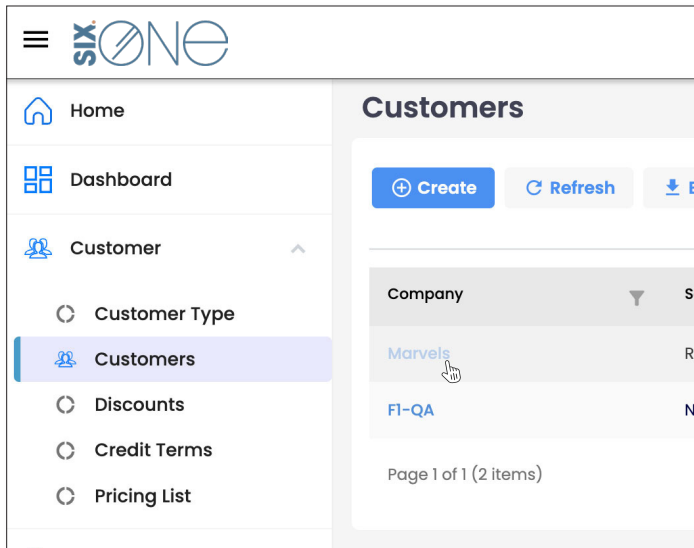 SIX. ONE
Home
Dashboard
Customer
Customer Type
Customers
Discounts
Credit Terms
Pricing List
Customers
Create
Refresh
Company
Marvels
F1-QA
Page 1 of 1 (2 items)